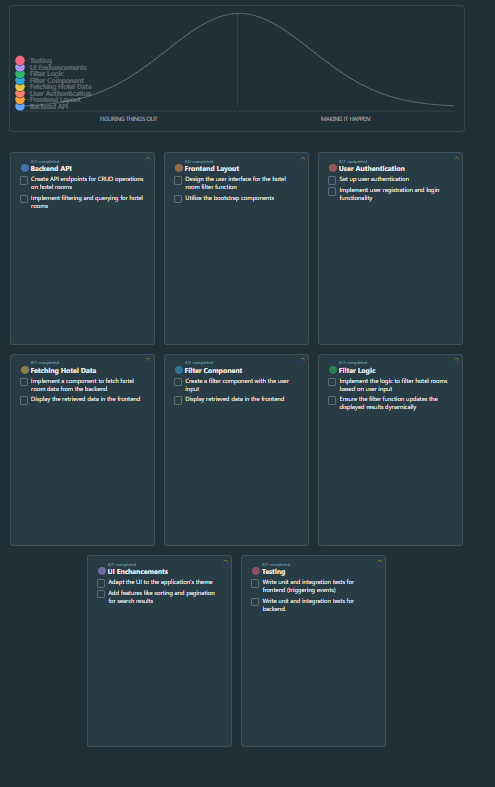 Testing
UI Enchancements
Filter Logic
Filter Component
Fetching Hotel Data
User Authentication
Frontend Layout
Backend API
FIGURING THINGS OUT
MAKING IT HAPPEN
0/2 completed
Backend API
Create API endpoints for CRUD operations
on hotel rooms
Implement filtering and querying for hotel
rooms
0/2 completed
Frontend Layout
Design the user interface for the hotel
room filter function
Utilize the bootstrap components
0/2 completed
User Authentication
Set up user authentication
Implement user registration and login
functionality
0/2 completed
Fetching Hotel Data
Implement a component to fetch hotel
room data from the backend
Display the retrieved data in the frontend
0/2 completed
Filter Component
Create a filter component with the user
input
Display retrieved data in the frontend
0/2 completed
Filter Logic
Implement the logic to filter hotel rooms
based on user input
Ensure the filter function updates the
displayed results dynamically
0/2 completed
UI Enchancements
Adapt the UI to the application's theme
Add features like sorting and pagination
for search results
0/2 completed
Testing
Write unit and integration tests for
frontend (triggering events)
Write unit and integration tests for
backend.